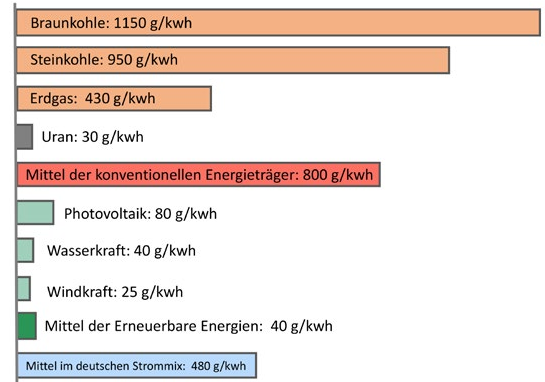 Braunkohle: 1150 g/kwh
Steinkohle: 950 g/kwh
Erdgas: 430 g/kwh
Uran: 30 g/kwh
Mittel der konventionellen Energieträger: 800 g/kwh
Photovoltaik: 80 g/kwh
Wasserkraft: 40 g/kwh
Windkraft: 25 g/kwh
Mittel der Erneuerbare Energien: 40 g/kwh
Mittel im deutschen Strommix: 480 g/kwh